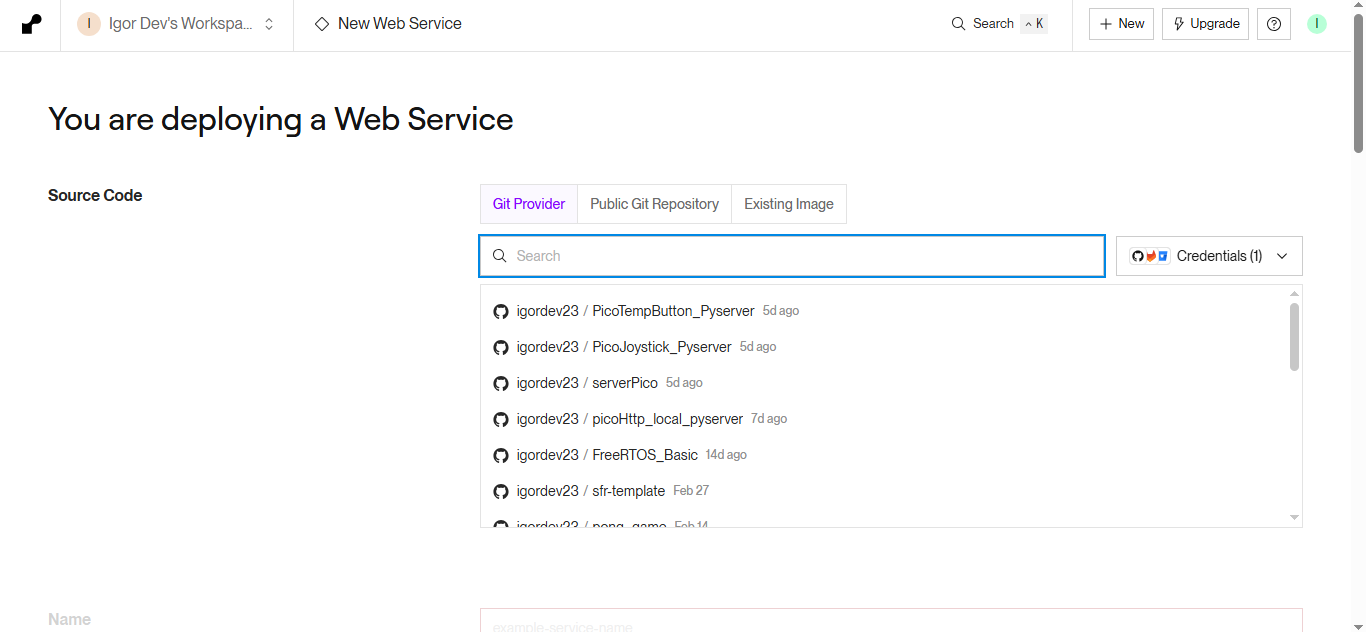 I Igor Dev's Workspa... New Web Service Search ^ K + New Upgrade I
You are deploying a Web Service
Source Code
Git Provider Public Git Repository Existing Image
Search Credentials (1)
igordev23 / PicoTempButton_Pyserver 5d ago
igordev23 / PicoJoystick_Pyserver 5d ago
igordev23 / serverPico 5d ago
igordev23 / picoHttp_local_pyserver 7d ago
igordev23 / FreeRTOS_Basic 14d ago
igordev23 / sfr-template Feb 27
igordev23 / pong_game Feb 14
Name
example-service-name